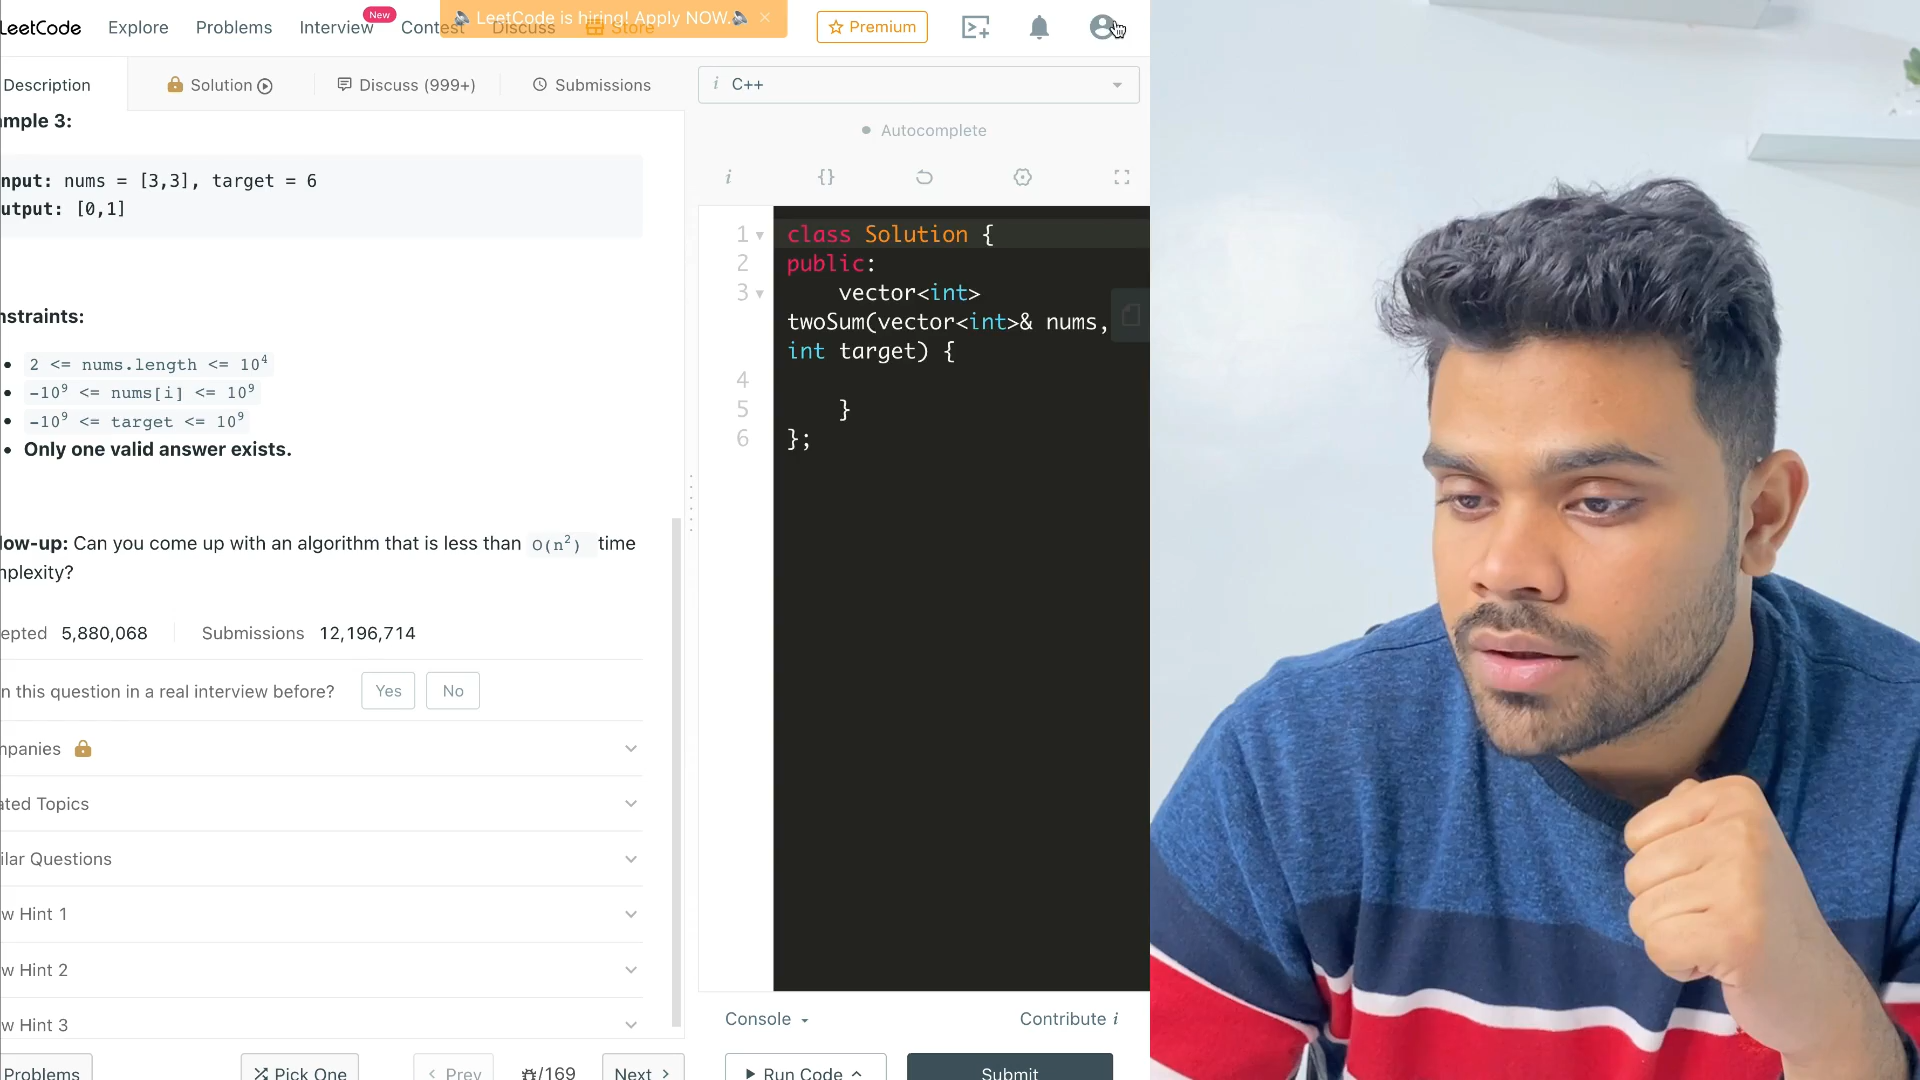 LeetCode
Explore
Problems
Interview
New
Contest
Discuss
Store
🔈 LeetCode is hiring! Apply NOW.🔈
Premium
Description
Solution
Discuss (999+)
Submissions
i C++
Autocomplete
mple 3:
nput: nums = [3,3], target = 6
utput: [0,1]
nstraints:
2 <= nums.length <= 10⁴
-10⁹ <= nums[i] <= 10⁹
-10⁹ <= target <= 10⁹
Only one valid answer exists.
low-up: Can you come up with an algorithm that is less than O(n²) time
mplexity?
epted 5,880,068 Submissions 12,196,714
n this question in a real interview before? Yes No
mpanies
ated Topics
ilar Questions
w Hint 1
w Hint 2
w Hint 3
Problems
Pick One
< Prev
/169
Next >
i {}
1 class Solution {
2 public:
3 vector<int>
twoSum(vector<int>& nums,
int target) {
4
5 }
6 };
Console
Contribute i
Run Code
Submit